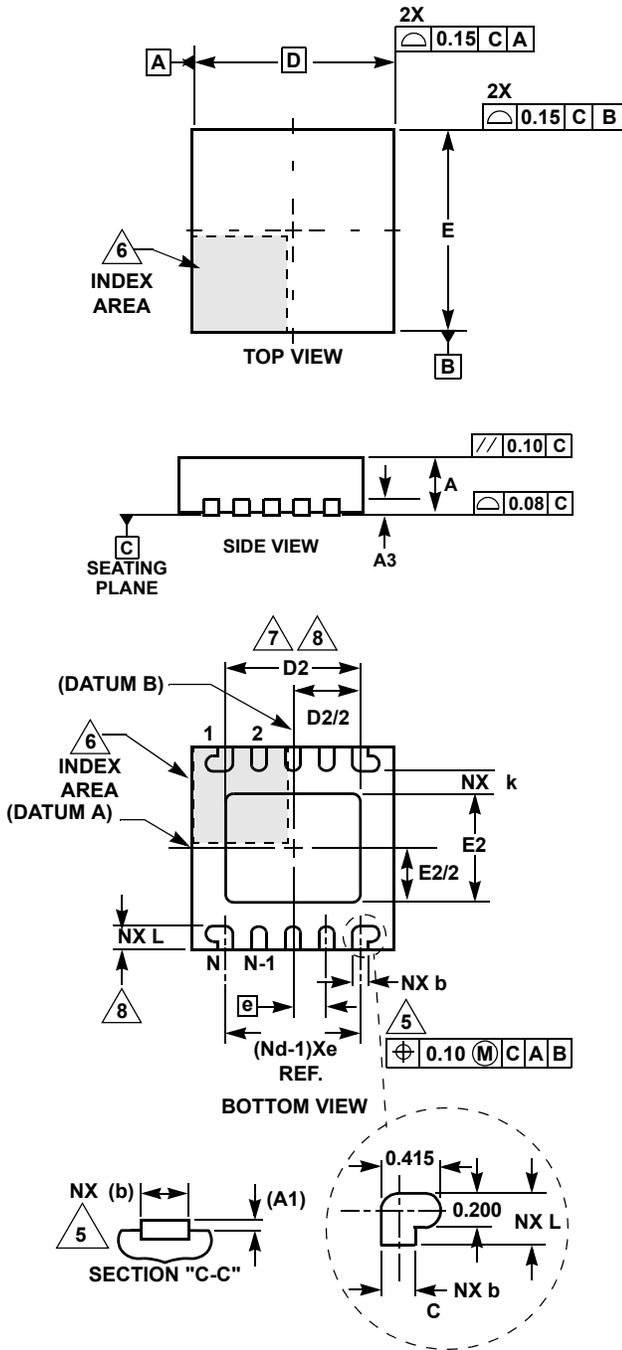 2X
⌓ 0.15 C A
A
D
2X
⌓ 0.15 C B
6
INDEX
AREA
E
TOP VIEW
B
// 0.10 C
A
⌓ 0.08 C
C
SEATING
PLANE
SIDE VIEW
A3
7 8
D2
(DATUM B)
D2/2
1 2
6
INDEX
AREA
(DATUM A)
NX k
E2
E2/2
NX L
N N-1
NX b
8
e
5
(Nd-1)Xe
REF.
⌖ 0.10 Ⓜ C A B
BOTTOM VIEW
NX (b)
(A1)
5
SECTION "C-C"
0.415
0.200
NX L
NX b
C